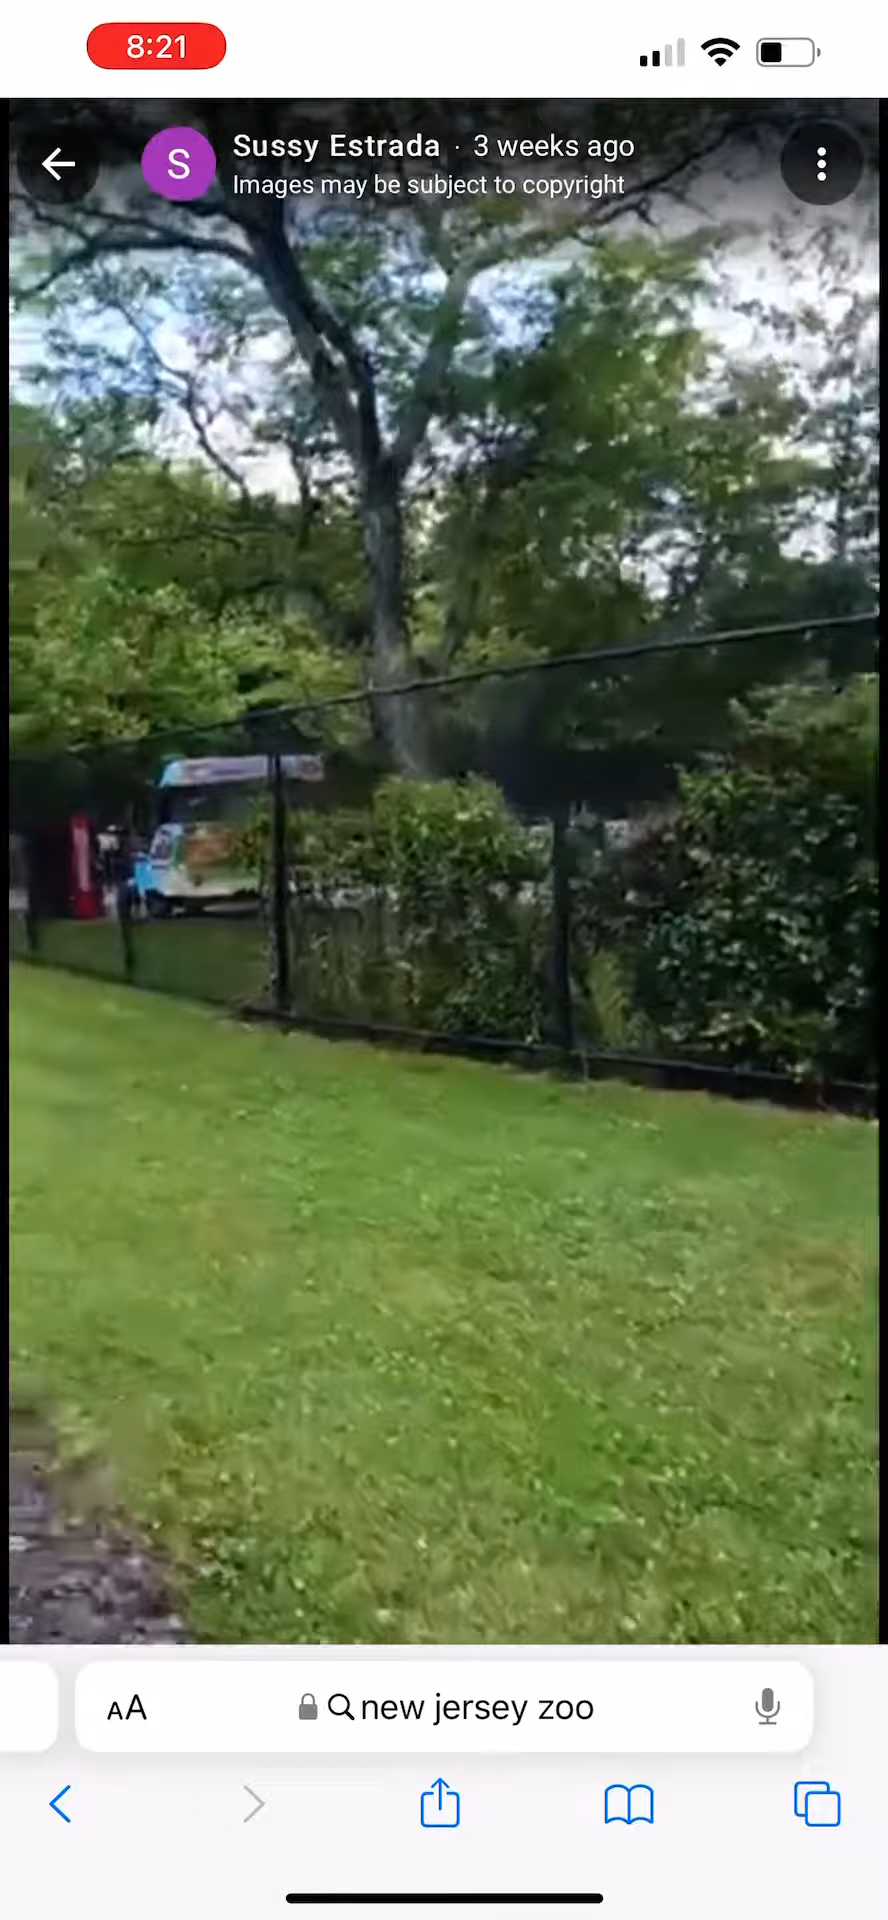 8:21
S
Sussy Estrada · 3 weeks ago
Images may be subject to copyright
AA
new jersey zoo